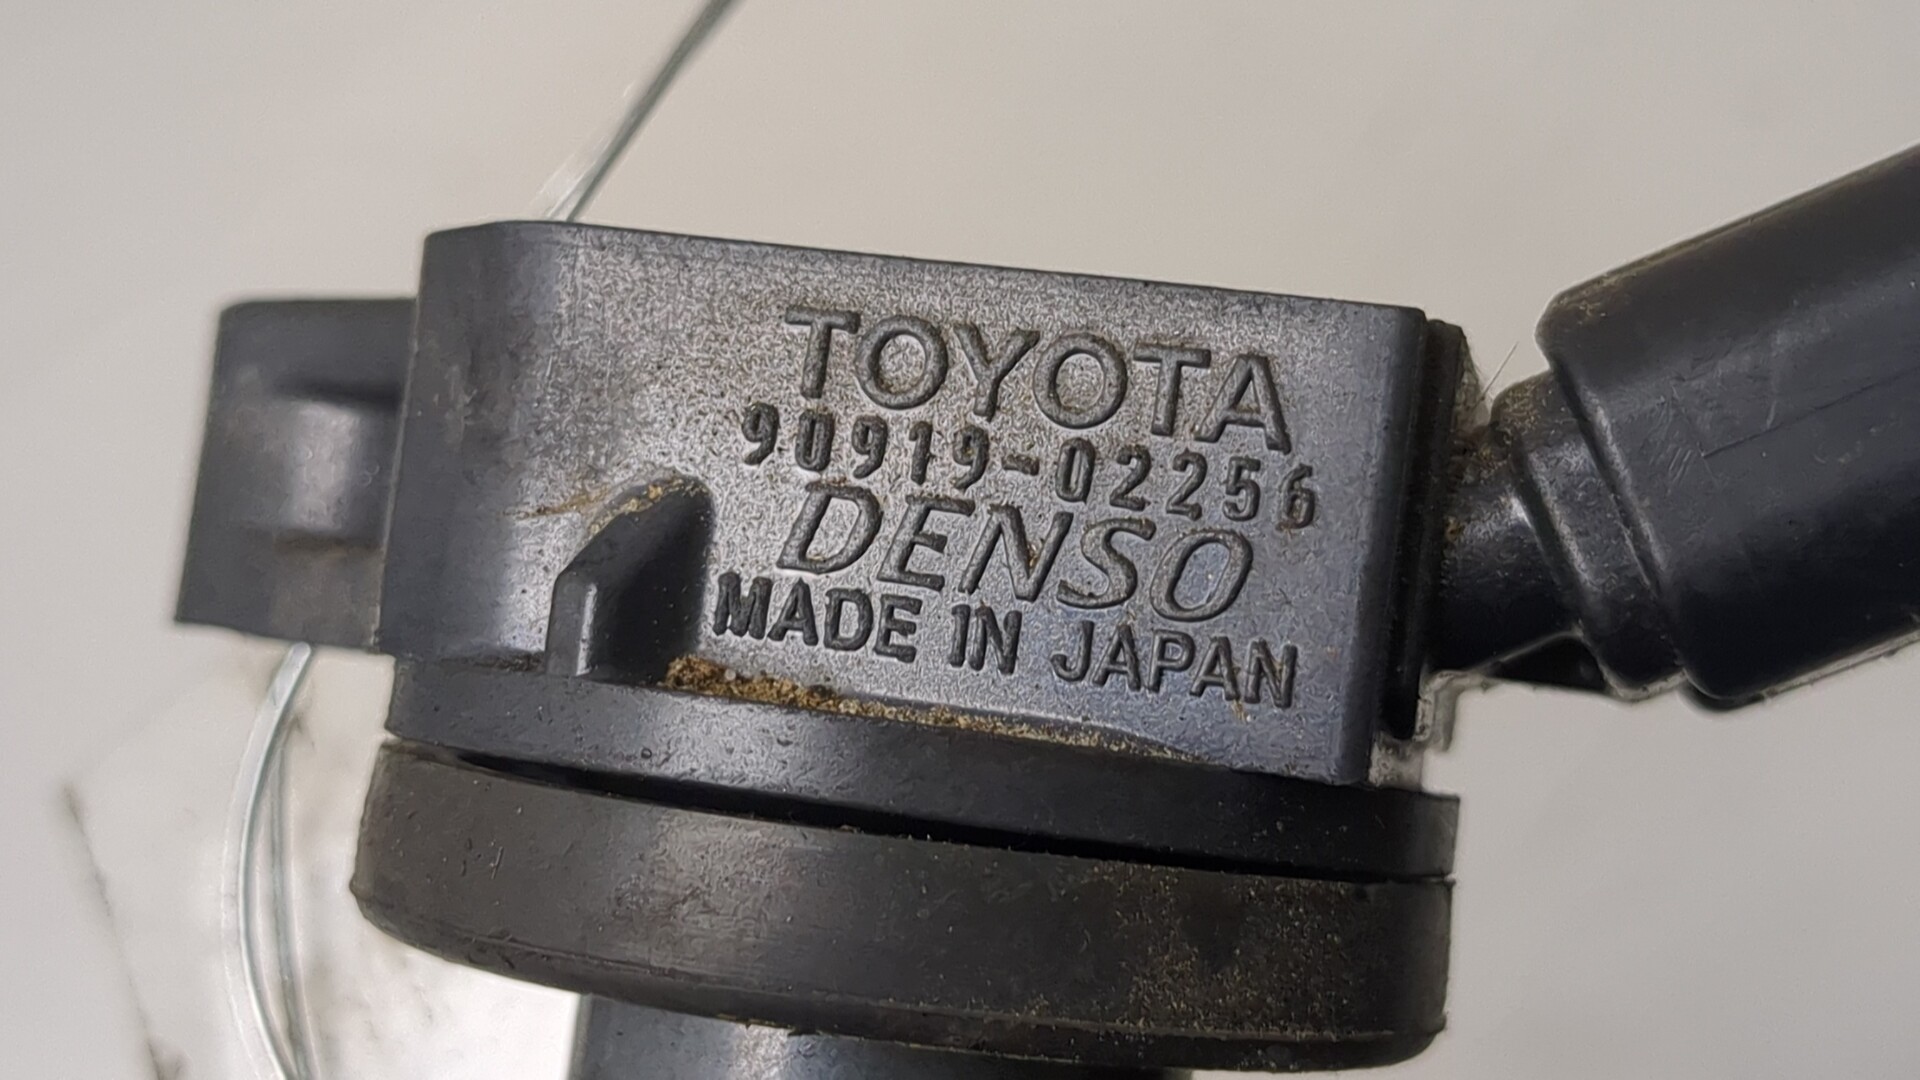 TOYOTA
90919-02256
DENSO
MADE IN JAPAN